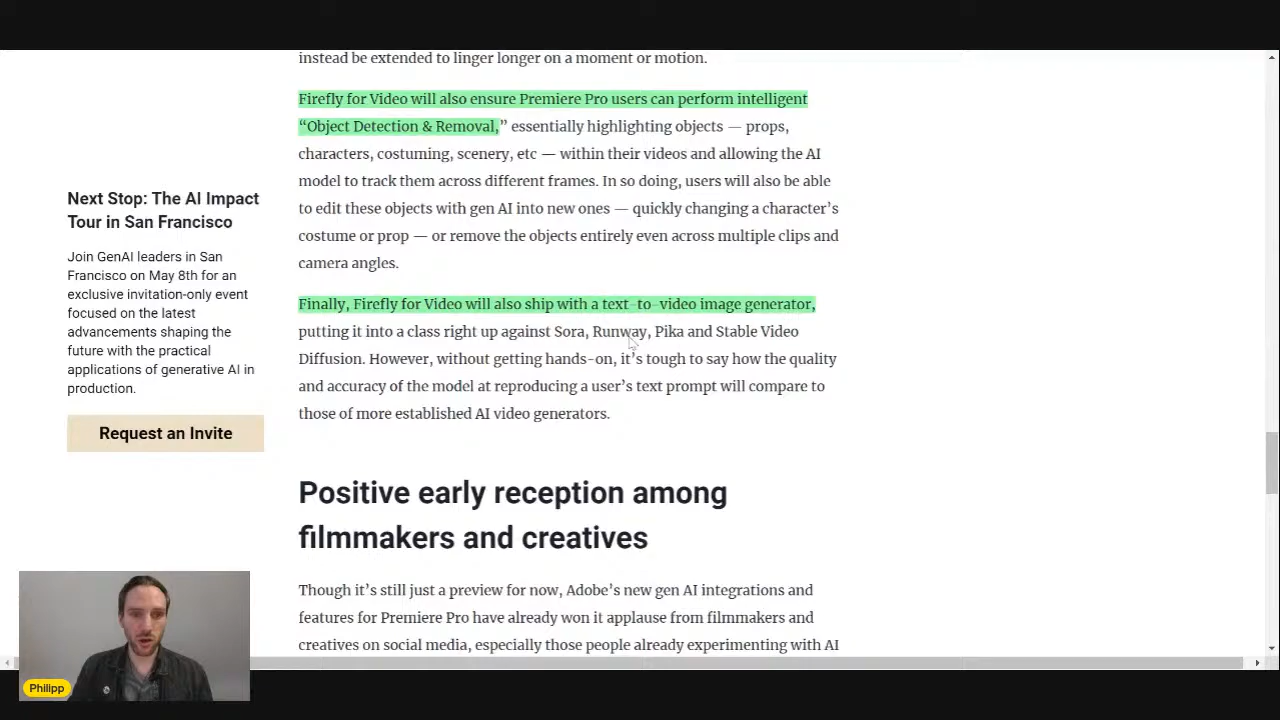 instead be extended to linger longer on a moment or motion.
Firefly for Video will also ensure Premiere Pro users can perform intelligent
“Object Detection & Removal,” essentially highlighting objects — props,
characters, costuming, scenery, etc — within their videos and allowing the AI
model to track them across different frames. In so doing, users will also be able
to edit these objects with gen AI into new ones — quickly changing a character’s
costume or prop — or remove the objects entirely even across multiple clips and
camera angles.
Finally, Firefly for Video will also ship with a text-to-video image generator,
putting it into a class right up against Sora, Runway, Pika and Stable Video
Diffusion. However, without getting hands-on, it’s tough to say how the quality
and accuracy of the model at reproducing a user’s text prompt will compare to
those of more established AI video generators.
Positive early reception among
filmmakers and creatives
Though it’s still just a preview for now, Adobe’s new gen AI integrations and
features for Premiere Pro have already won it applause from filmmakers and
creatives on social media, especially those people already experimenting with AI
Next Stop: The AI Impact
Tour in San Francisco
Join GenAI leaders in San
Francisco on May 8th for an
exclusive invitation-only event
focused on the latest
advancements shaping the
future with the practical
applications of generative AI in
production.
Request an Invite
Philipp